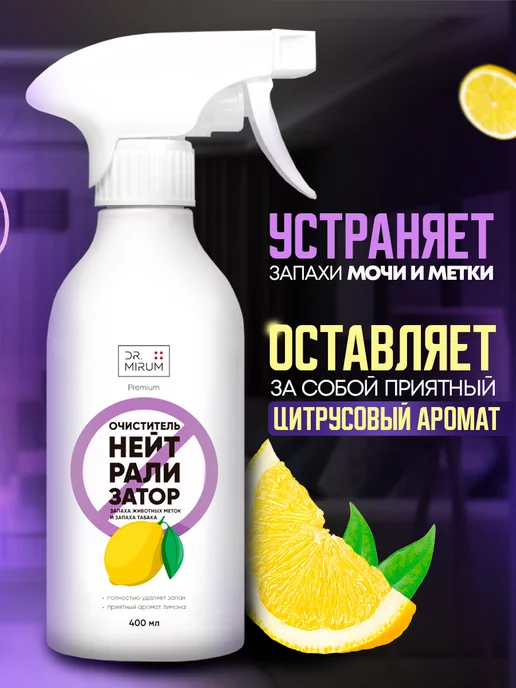 УСТРАНЯЕТ
ЗАПАХИ МОЧИ И МЕТКИ
ОСТАВЛЯЕТ
ЗА СОБОЙ ПРИЯТНЫЙ
ЦИТРУСОВЫЙ АРОМАТ
DR.
MIRUM
Premium
ОЧИСТИТЕЛЬ
НЕЙТ
РАЛИ
ЗАТОР
ЗАПАХА ЖИВОТНЫХ МЕТОК
И ЗАПАХА ТАБАКА
• полностью удаляет запах
• приятный аромат лимона
400 мл